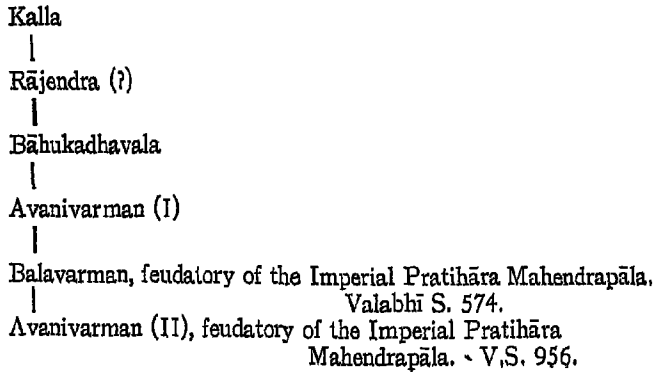 Kalla
Rājendra (?)
Bāhukadhavala
Avanivarman (I)
Balavarman, feudatory of the Imperial Pratihāra Mahendrapāla.
Valabhī S. 574.
Avanivarman (II), feudatory of the Imperial Pratihāra
Mahendrapāla. - V.S. 956.